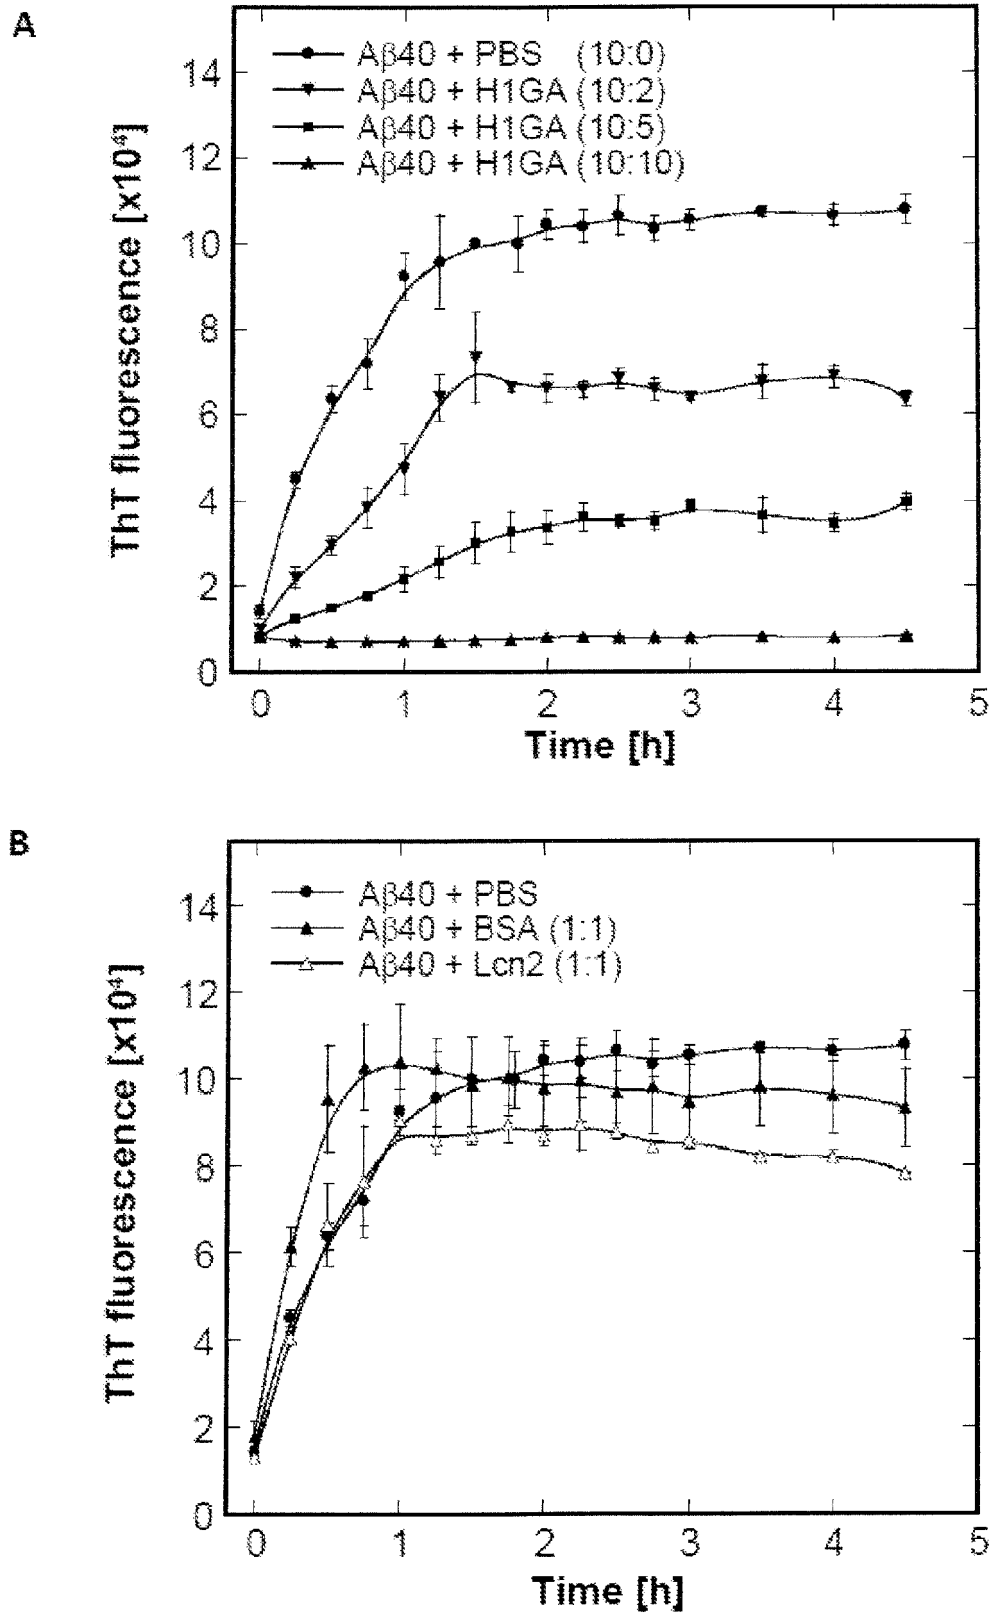 A
Aβ40 + PBS (10:0)
Aβ40 + H1GA (10:2)
Aβ40 + H1GA (10:5)
Aβ40 + H1GA (10:10)
ThT fluorescence [x10⁴]
14
12
10
8
6
4
2
0
0 1 2 3 4 5
Time [h]
B
Aβ40 + PBS
Aβ40 + BSA (1:1)
Aβ40 + Lcn2 (1:1)
ThT fluorescence [x10⁴]
14
12
10
8
6
4
2
0
0 1 2 3 4 5
Time [h]